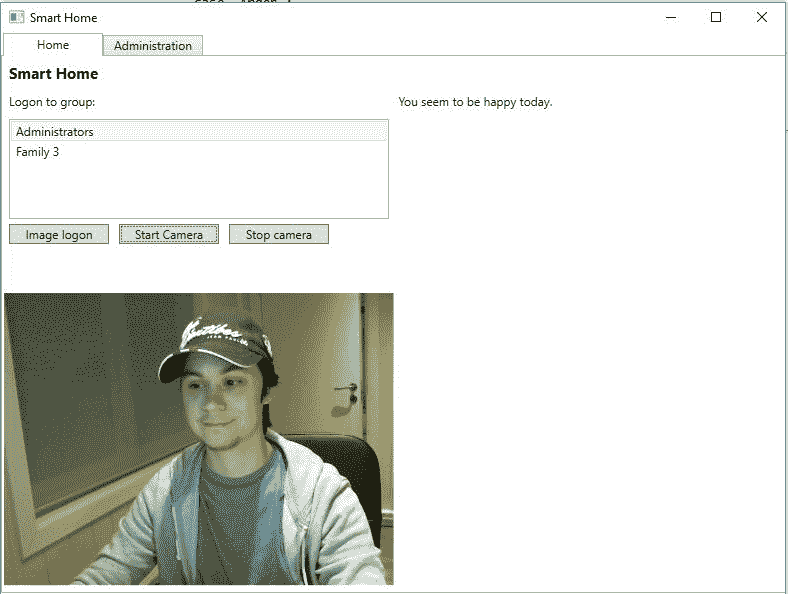 Smart Home
Home
Administration
Smart Home
Logon to group:
You seem to be happy today.
Administrators
Family 3
Image logon
Start Camera
Stop camera